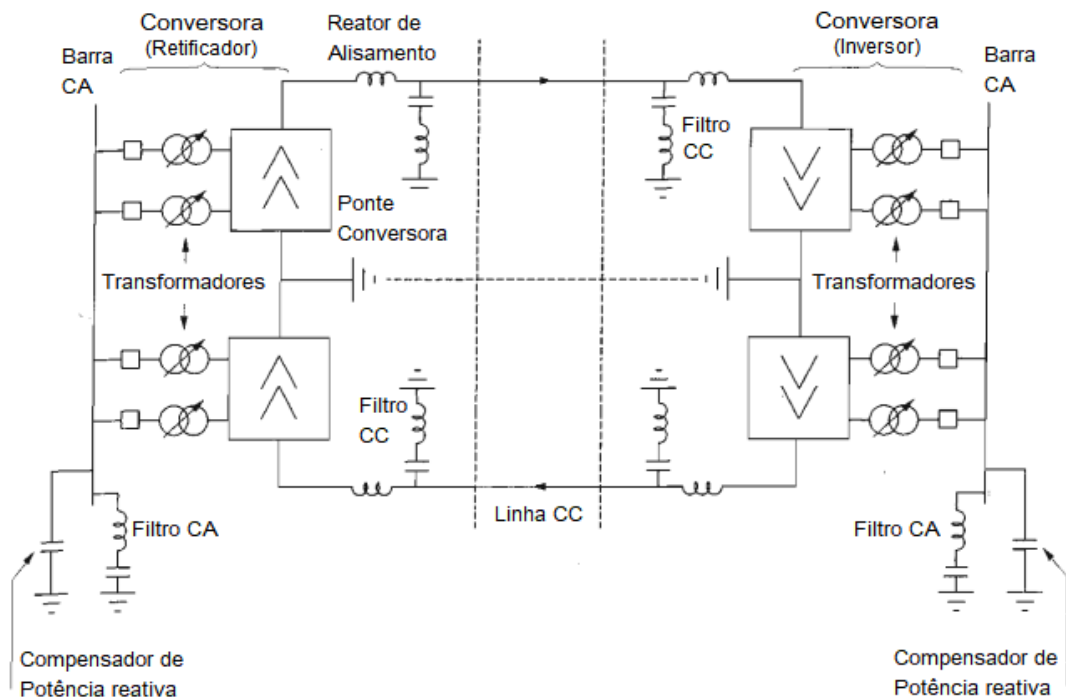 Conversora
(Retificador)
Reator de
Alisamento
Conversora
(Inversor)
Barra
CA
Barra
CA
Filtro
CC
Ponte
Conversora
Transformadores
Transformadores
Filtro
CC
Linha CC
Filtro CA
Filtro CA
Compensador de
Potência reativa
Compensador de
Potência reativa